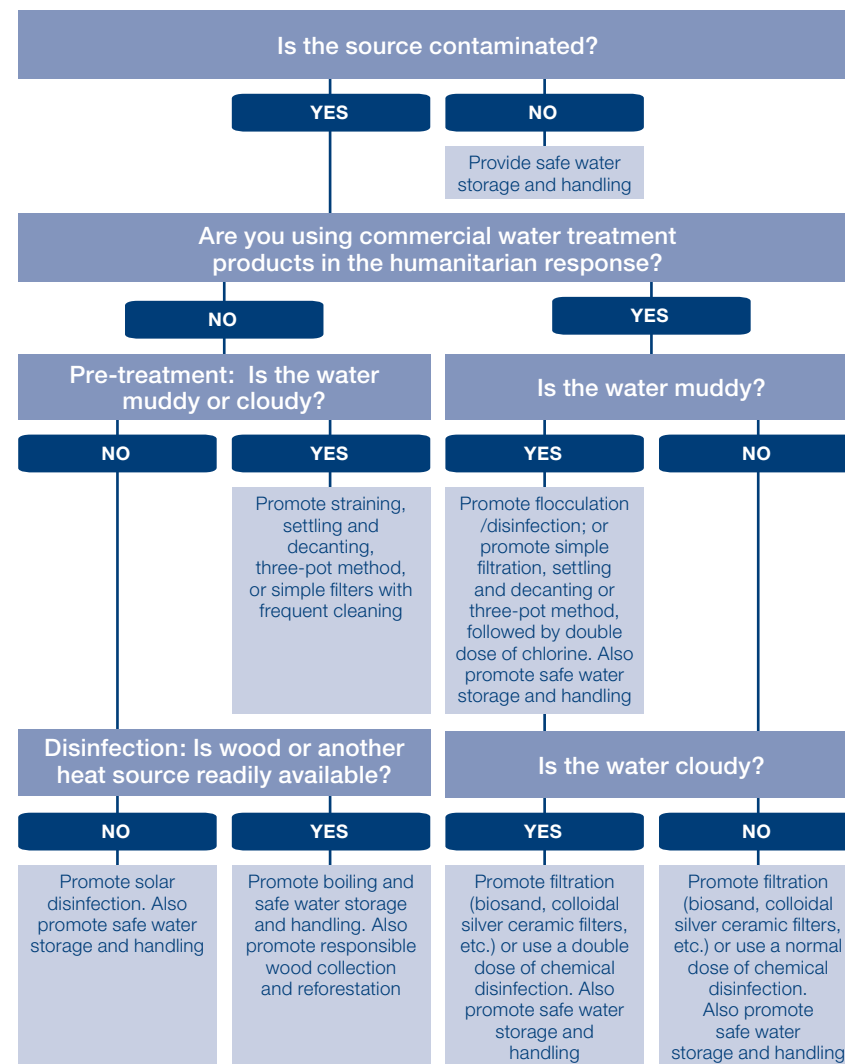 Is the source contaminated?
YES
NO
Provide safe water
storage and handling
Are you using commercial water treatment
products in the humanitarian response?
NO
YES
Pre-treatment: Is the water
muddy or cloudy?
Is the water muddy?
NO
YES
YES
NO
Promote straining,
settling and
decanting,
three-pot method,
or simple filters with
frequent cleaning
Promote flocculation
/disinfection; or
promote simple
filtration, settling
and decanting or
three-pot method,
followed by double
dose of chlorine. Also
promote safe water
storage and handling
Disinfection: Is wood or another
heat source readily available?
Is the water cloudy?
NO
YES
YES
NO
Promote solar
disinfection. Also
promote safe water
storage and handling
Promote boiling and
safe water storage
and handling. Also
promote responsible
wood collection
and reforestation
Promote filtration
(biosand, colloidal
silver ceramic filters,
etc.) or use a double
dose of chemical
disinfection. Also
promote safe water
storage and
handling
Promote filtration
(biosand, colloidal
silver ceramic filters,
etc.) or use a normal
dose of chemical
disinfection.
Also promote
safe water
storage and handling